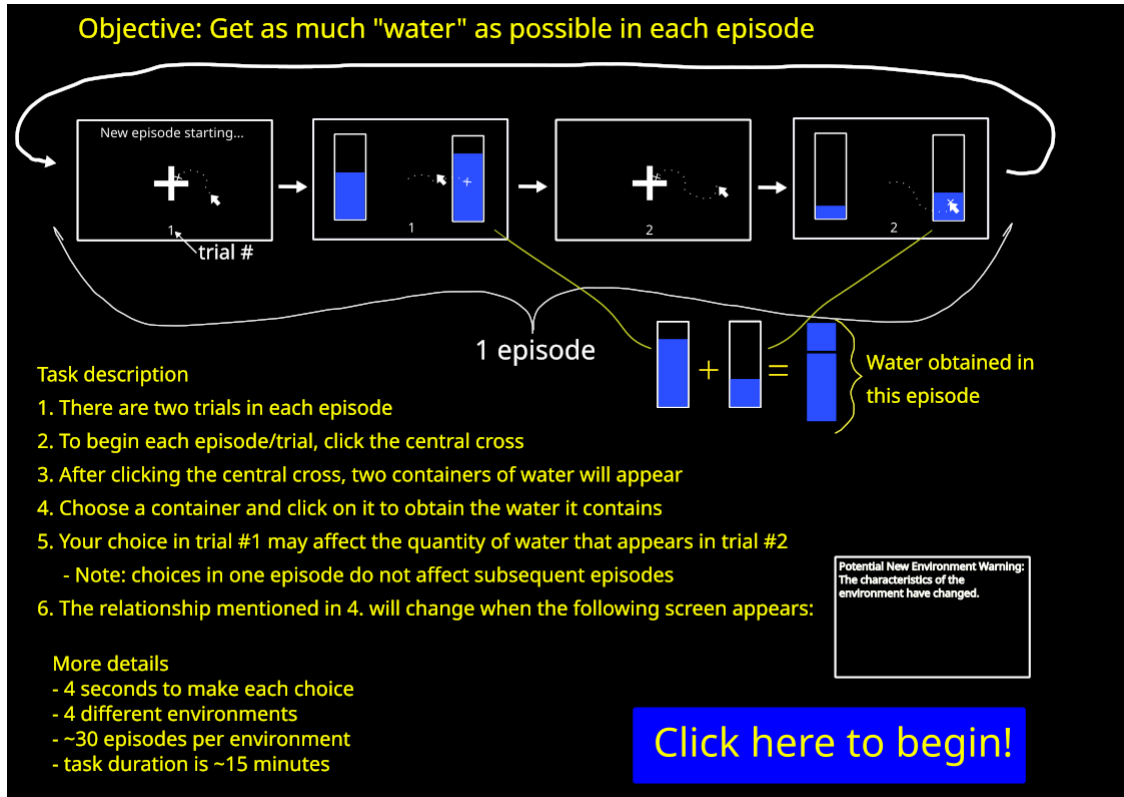 Objective: Get as much "water" as possible in each episode
New episode starting...
1
trial #
1
2
2
1 episode
+
=
Water obtained in
this episode
Task description
1. There are two trials in each episode
2. To begin each episode/trial, click the central cross
3. After clicking the central cross, two containers of water will appear
4. Choose a container and click on it to obtain the water it contains
5. Your choice in trial #1 may affect the quantity of water that appears in trial #2
- Note: choices in one episode do not affect subsequent episodes
6. The relationship mentioned in 4. will change when the following screen appears:
Potential New Environment Warning:
The characteristics of the
environment have changed.
More details
- 4 seconds to make each choice
- 4 different environments
- ~30 episodes per environment
- task duration is ~15 minutes
Click here to begin!